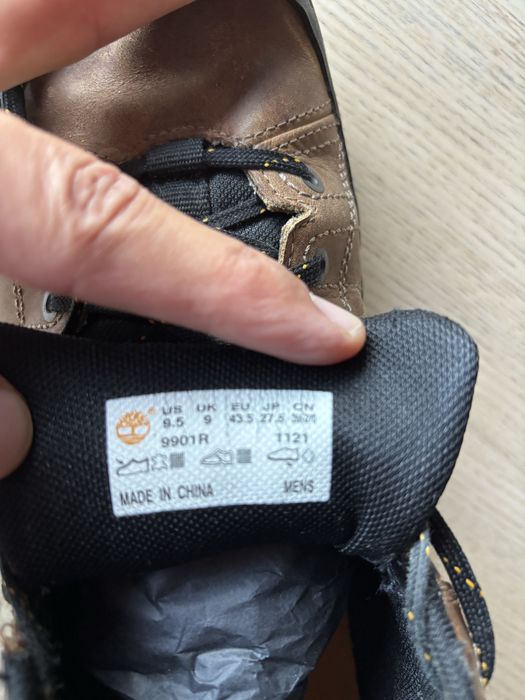 ® US UK EU JP CN
9.5 9 43.5 27.5
9901R 1121
MADE IN CHINA MENS